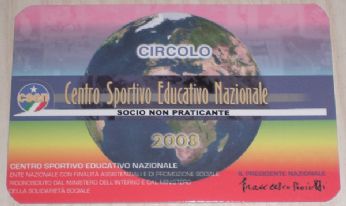 CIRCOLO
csen
Centro Sportivo Educativo Nazionale
SOCIO NON PRATICANTE
2008
CENTRO SPORTIVO EDUCATIVO NAZIONALE
ENTE NAZIONALE CON FINALITÀ ASSISTENZIALI E DI PROMOZIONE SOCIALE
RICONOSCIUTO DAL MINISTERO DELL'INTERNO E DAL MINISTERO
DELLA SOLIDARIETÀ SOCIALE
IL PRESIDENTE NAZIONALE
Francesco